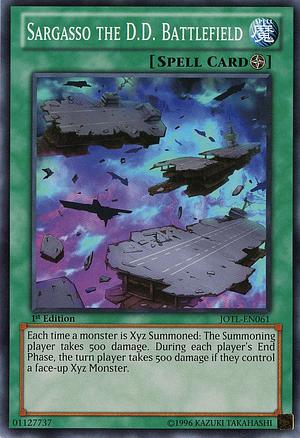 SARGASSO THE D.D. BATTLEFIELD
SPELL
魔
[SPELL CARD]
1st Edition
JOTL-EN061
Each time a monster is Xyz Summoned: The Summoning
player takes 500 damage. During each player's End
Phase, the turn player takes 500 damage if they control
a face-up Xyz Monster.
01127737
©1996 KAZUKI TAKAHASHI